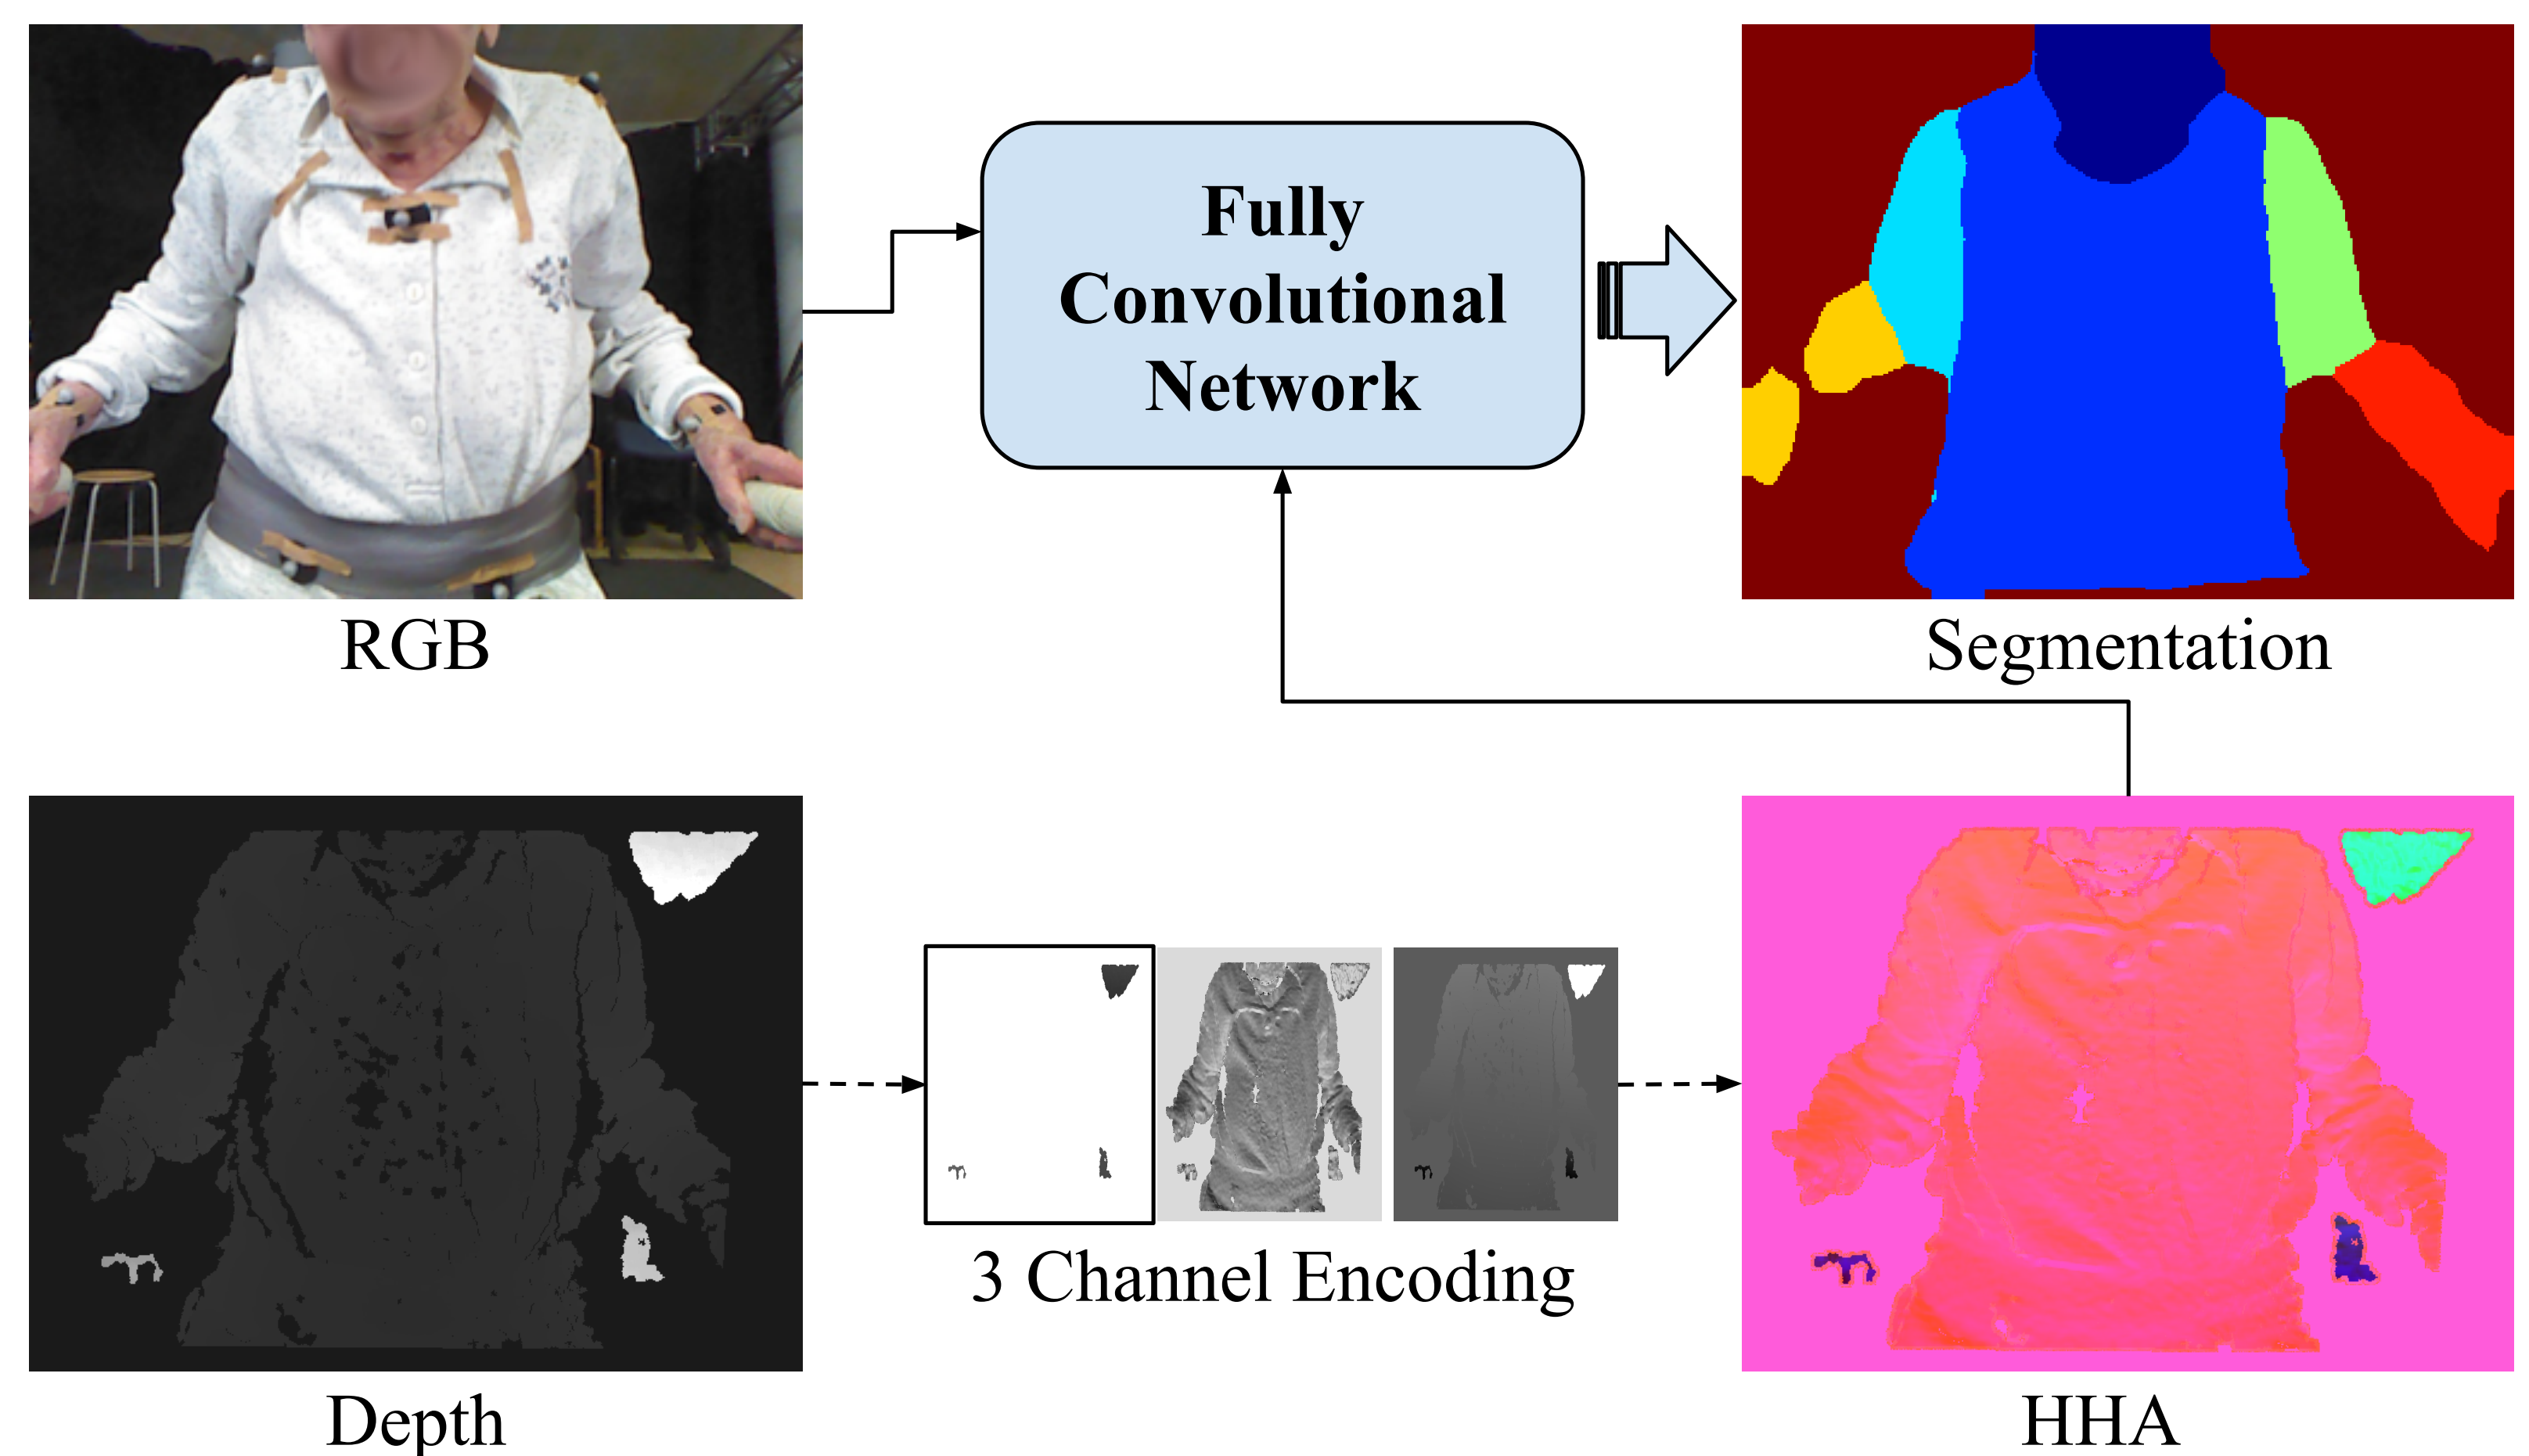 Fully
Convolutional
Network
RGB
Segmentation
3 Channel Encoding
Depth
HHA